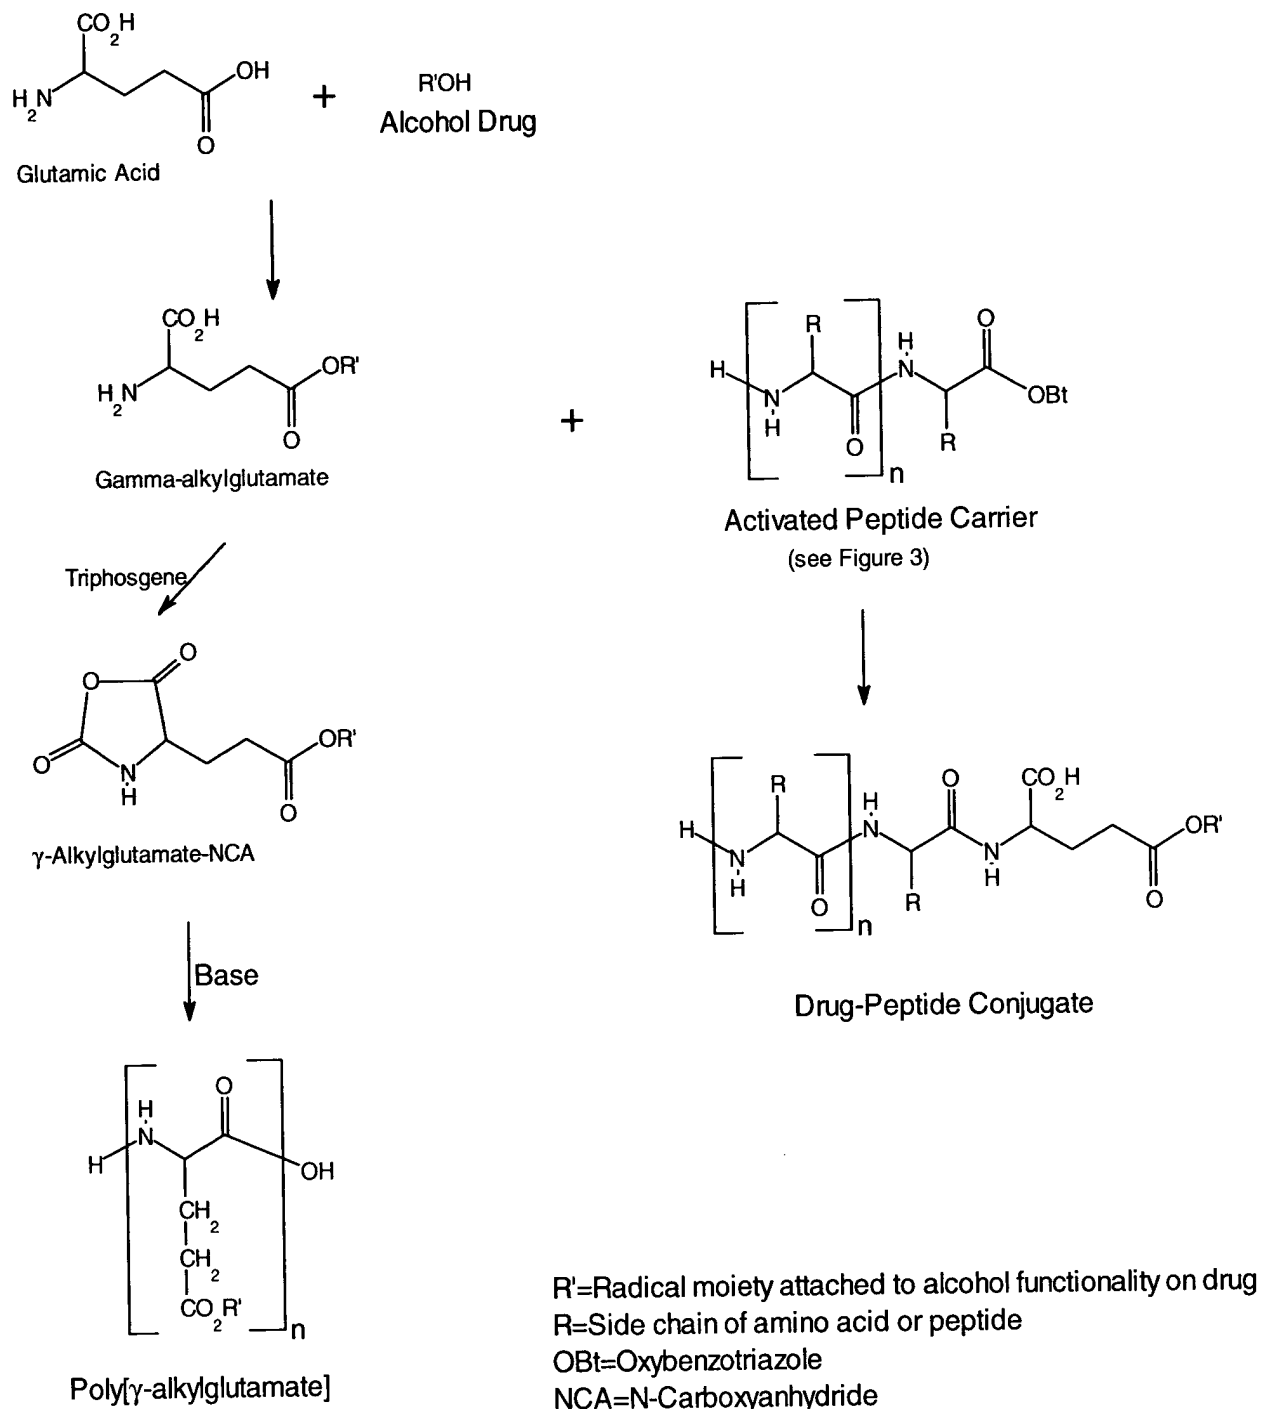 CO2H
H2N
OH
O
Glutamic Acid
+
R'OH
Alcohol Drug
CO2H
H2N
OR'
O
Gamma-alkylglutamate
+
H
N
H
R
O
n
H
N
R
O
OBt
Activated Peptide Carrier
(see Figure 3)
Triphosgene
O
O
O
N
H
OR'
O
γ-Alkylglutamate-NCA
H
N
H
R
O
n
H
N
R
O
N
H
CO2H
OR'
O
Drug-Peptide Conjugate
Base
H
H
N
O
OH
CH2
CH2
CO2R'
n
Poly[γ-alkylglutamate]
R'=Radical moiety attached to alcohol functionality on drug
R=Side chain of amino acid or peptide
OBt=Oxybenzotriazole
NCA=N-Carboxyanhydride